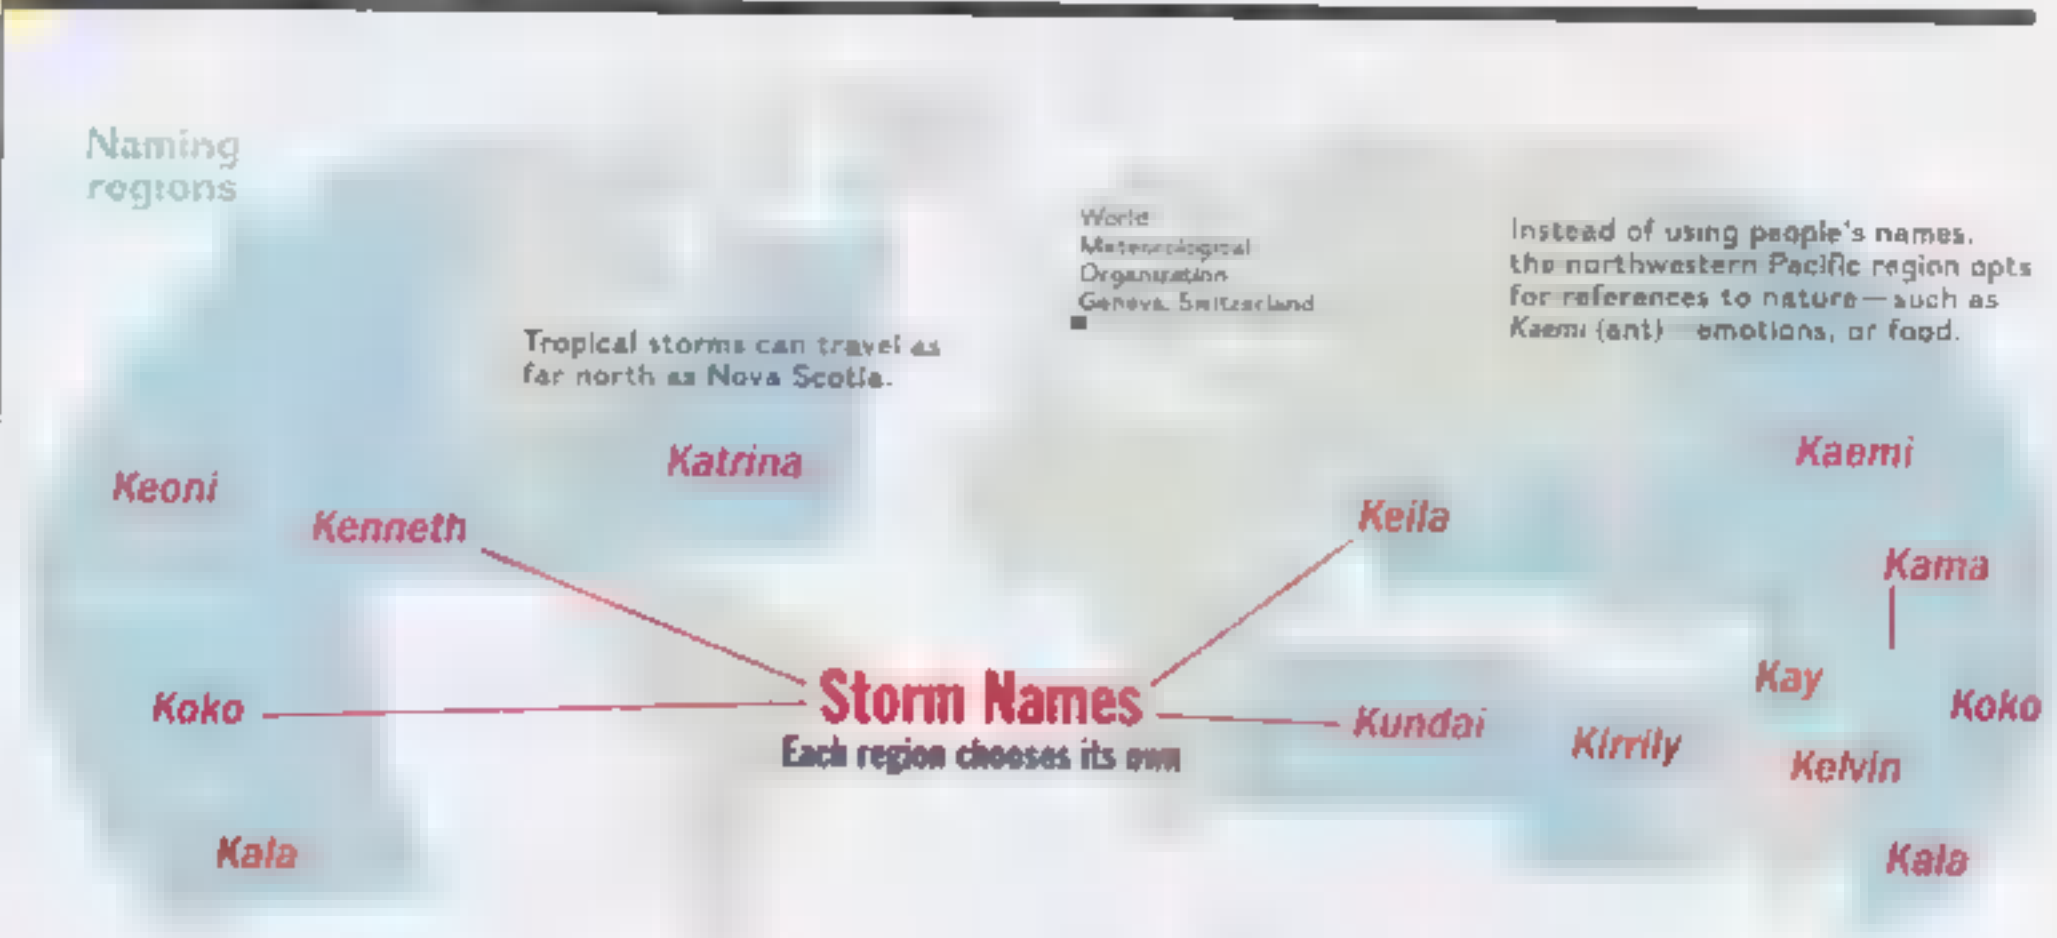 Naming
regions
World
Meteorological
Organization
Geneva, Switzerland
Instead of using people's names,
the northwestern Pacific region opts
for references to nature—such as
Kaemi (ant)—emotions, or food.
Tropical storms can travel as
far north as Nova Scotia.
Katrina
Kaemi
Keoni
Kenneth
Keila
Kama
Kay
Koko
Koko
Storm Names
Kundai
Kirrily
Each region chooses its own
Kelvin
Kala
Kala